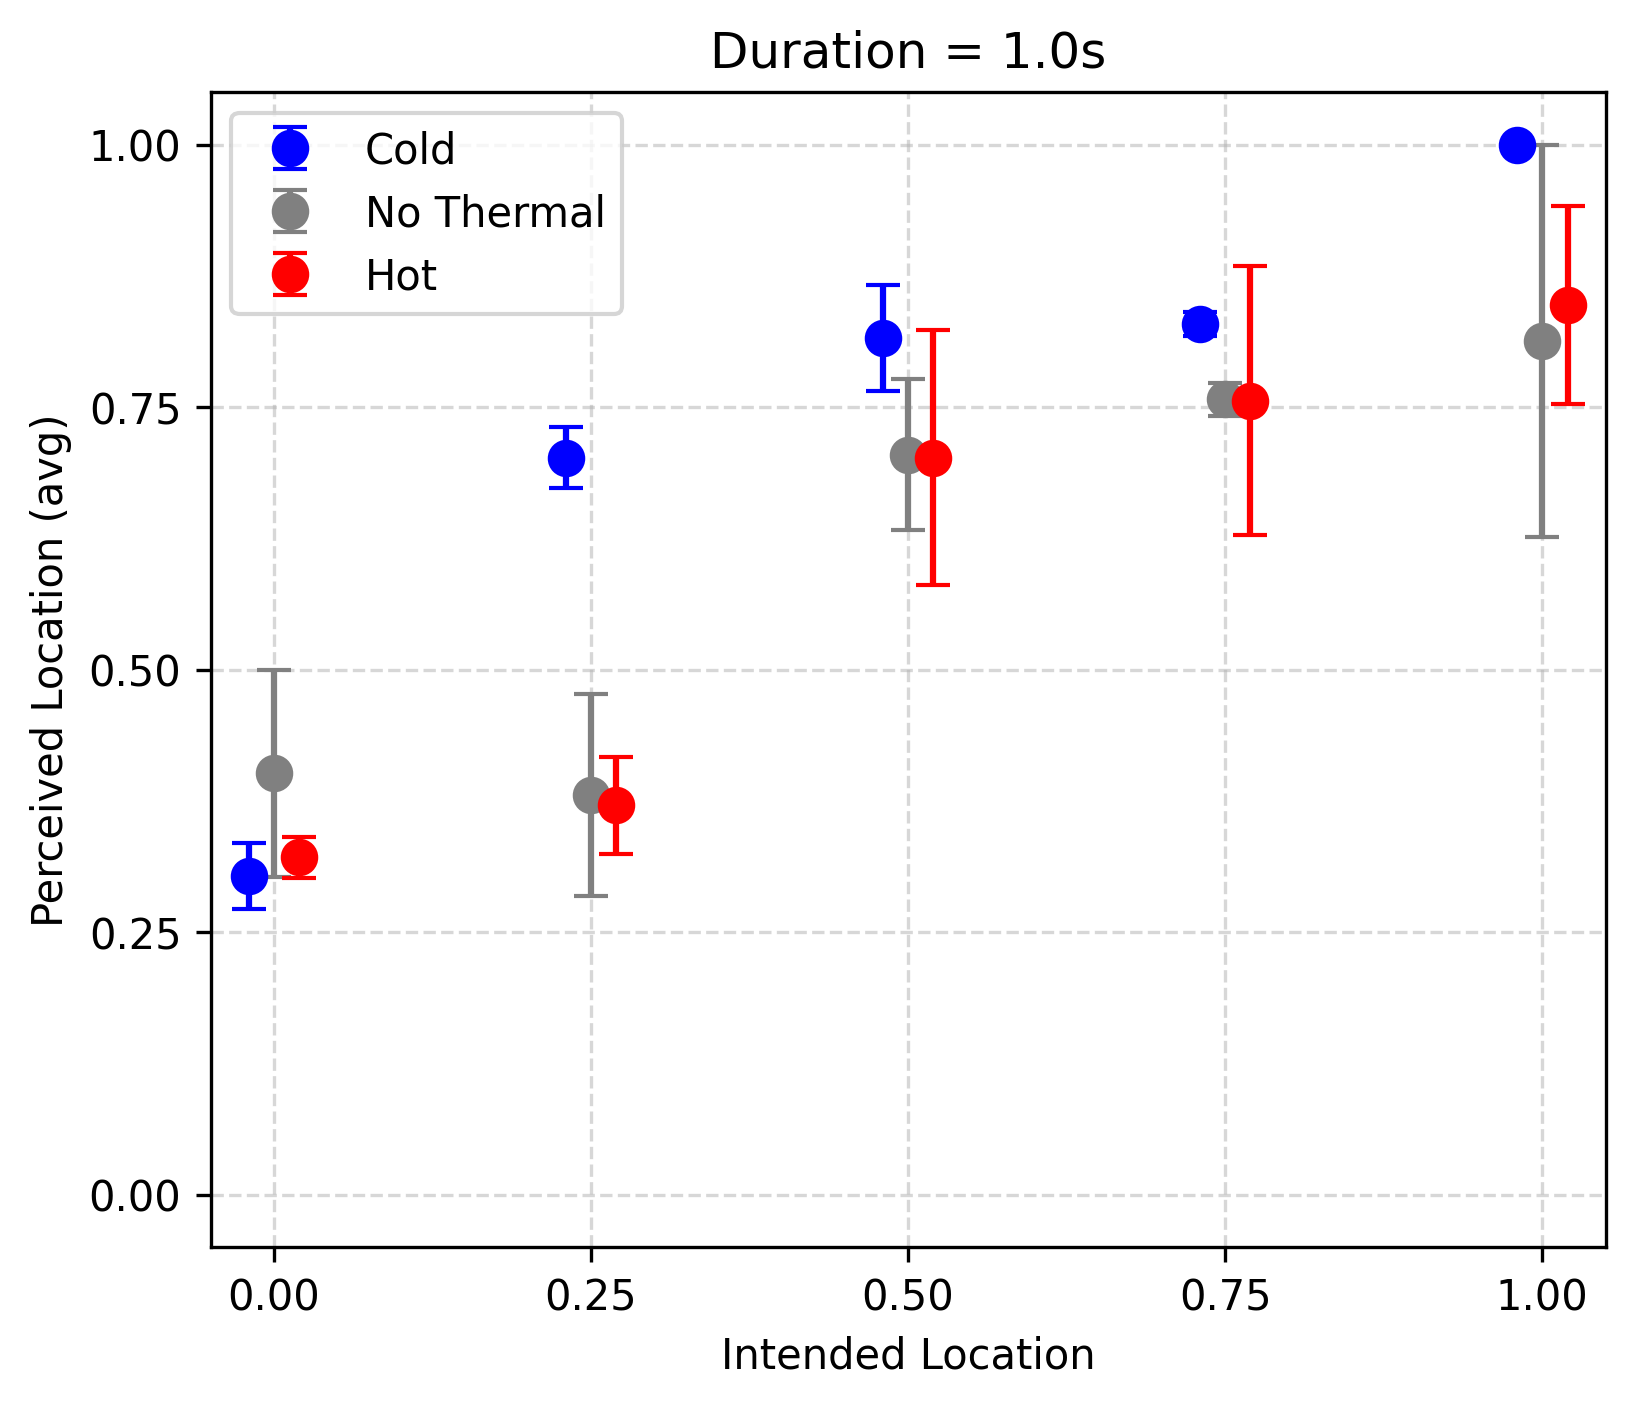 Duration = 1.0s
Cold
No Thermal
Hot
1.00
0.75
0.50
0.25
0.00
Perceived Location (avg)
0.00 0.25 0.50 0.75 1.00
Intended Location